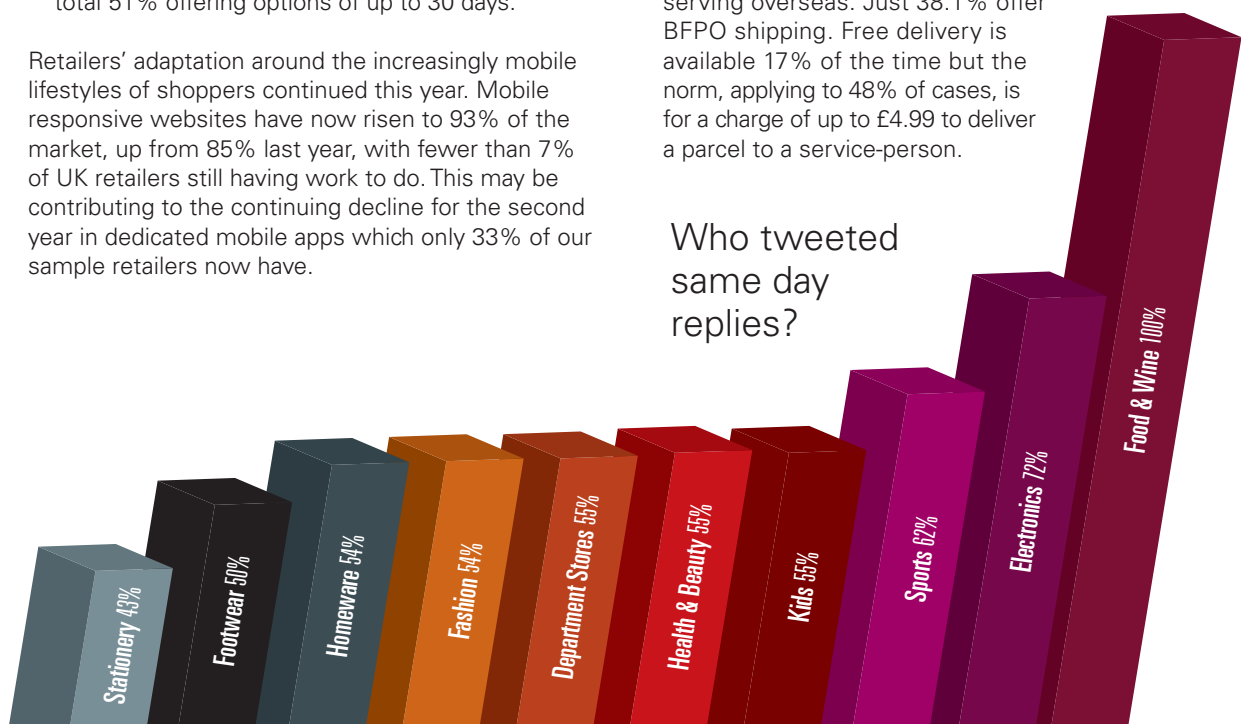 total 51% offering options of up to 30 days.
Retailers’ adaptation around the increasingly mobile
lifestyles of shoppers continued this year. Mobile
responsive websites have now risen to 93% of the
market, up from 85% last year, with fewer than 7%
of UK retailers still having work to do. This may be
contributing to the continuing decline for the second
year in dedicated mobile apps which only 33% of our
sample retailers now have.
serving overseas. Just 38.1% offer
BFPO shipping. Free delivery is
available 17% of the time but the
norm, applying to 48% of cases, is
for a charge of up to £4.99 to deliver
a parcel to a service-person.
Who tweeted
same day
replies?
Stationery 43%
Footwear 50%
Homeware 54%
Fashion 54%
Department Stores 55%
Health & Beauty 55%
Kids 55%
Sports 62%
Electronics 72%
Food & Wine 100%